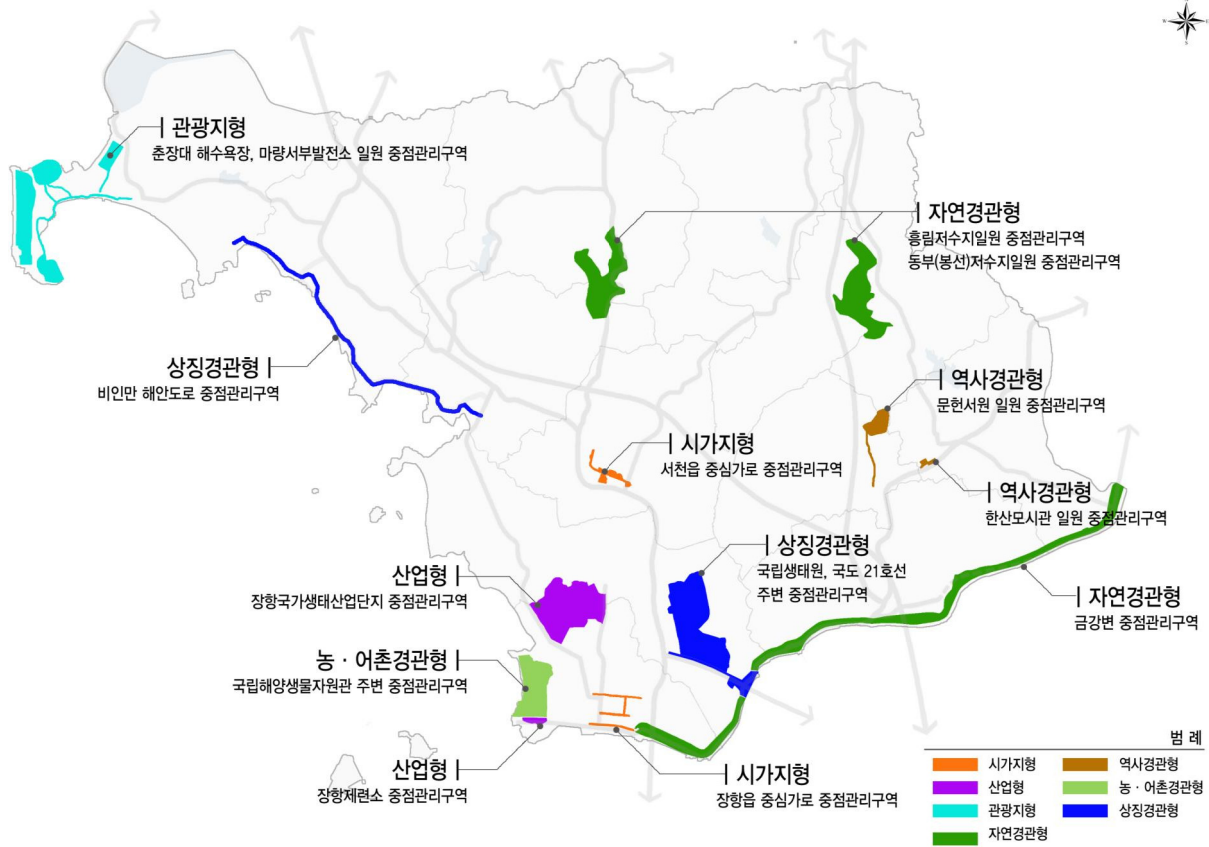 | 관광지형
춘장대 해수욕장, 마량서부발전소 일원 중점관리구역
| 자연경관형
흥림저수지일원 중점관리구역
동부(봉선)저수지일원 중점관리구역
상징경관형 |
비인만 해안도로 중점관리구역
| 역사경관형
문헌서원 일원 중점관리구역
| 시가지형
서천읍 중심가로 중점관리구역
| 역사경관형
한산모시관 일원 중점관리구역
| 상징경관형
국립생태원, 국도 21호선
주변 중점관리구역
산업형 |
장항국가생태산업단지 중점관리구역
| 자연경관형
금강변 중점관리구역
농 · 어촌경관형 |
국립해양생물자원관 주변 중점관리구역
산업형 |
장항제련소 중점관리구역
| 시가지형
장항읍 중심가로 중점관리구역
범 례
시가지형 역사경관형
산업형 농 · 어촌경관형
관광지형 상징경관형
자연경관형